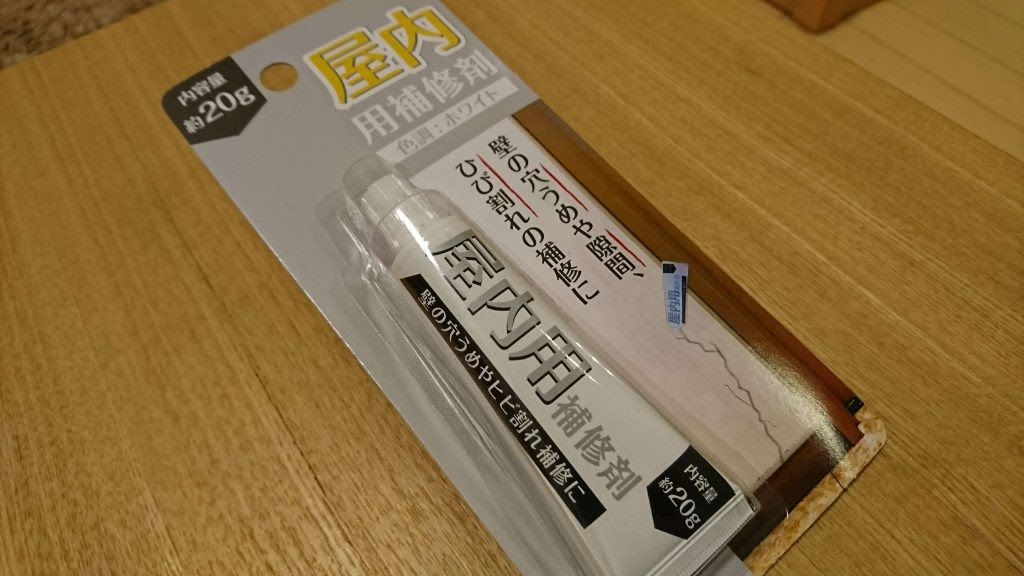 内容量
約20g
屋内
用補修剤
色調：ホワイト
壁の穴うめや隙間、
ひび割れの補修に
屋内用補修剤
壁の穴うめやヒビ割れ補修に
内容量
約20g
屋内用